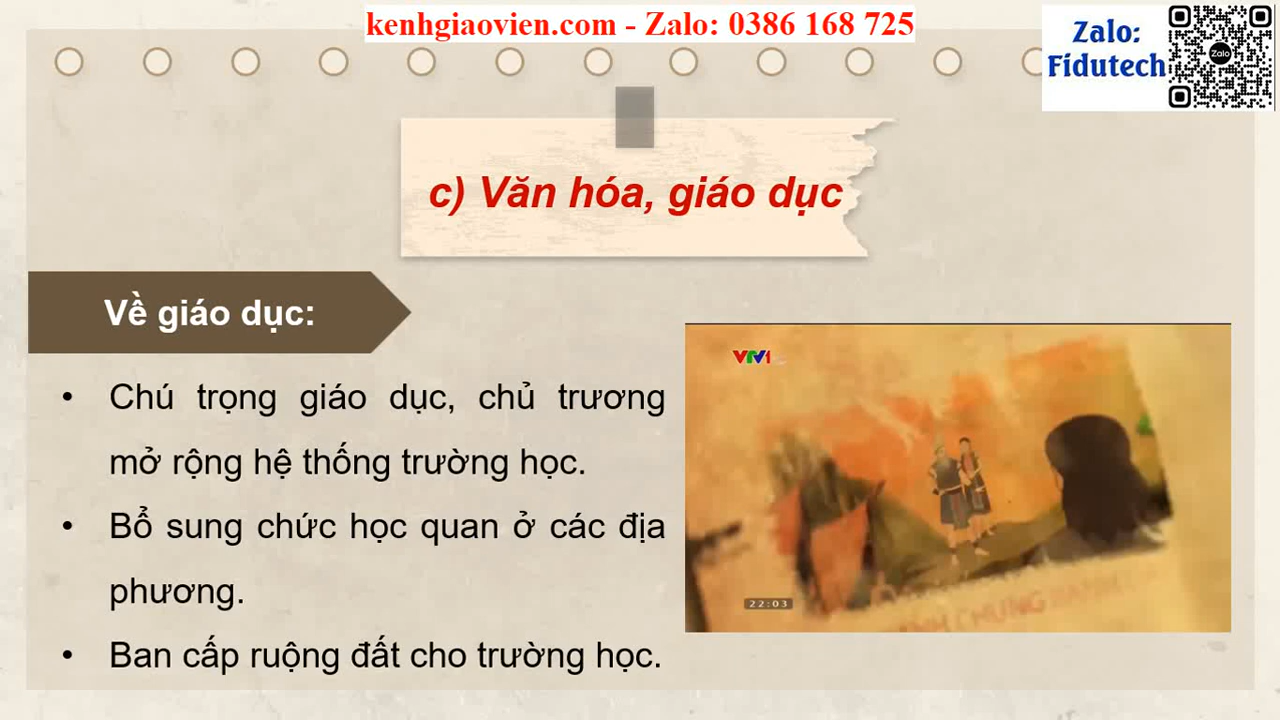 kenhgiaovien.com - Zalo: 0386 168 725
Zalo:
Fidutech
Zalo
c) Văn hóa, giáo dục
Về giáo dục:
• Chú trọng giáo dục, chủ trương
mở rộng hệ thống trường học.
• Bổ sung chức học quan ở các địa
phương.
• Ban cấp ruộng đất cho trường học.
VTV1
22:03